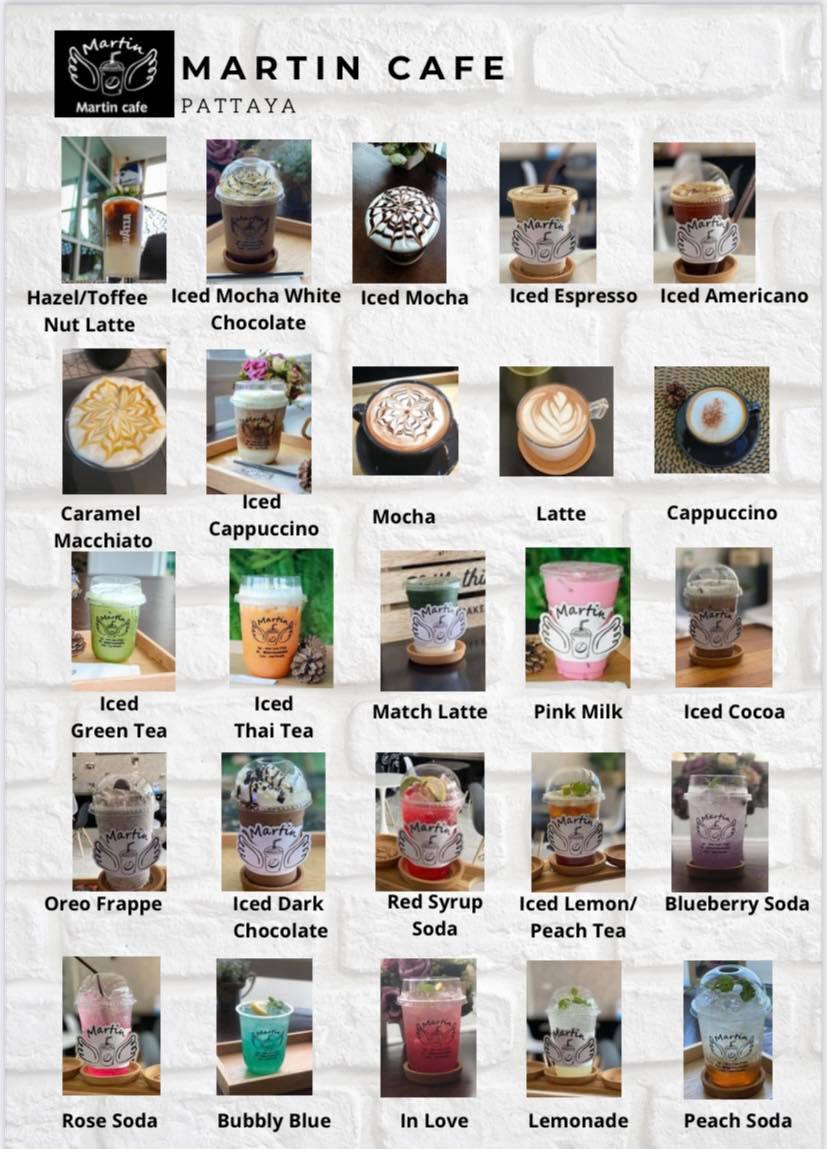 Martin
Martin cafe
MARTIN CAFE
PATTAYA
Hazel/Toffee
Nut Latte
Iced Mocha White
Chocolate
Iced Mocha
Iced Espresso
Iced Americano
Caramel
Macchiato
Iced
Cappuccino
Mocha
Latte
Cappuccino
Iced
Green Tea
Iced
Thai Tea
Match Latte
Pink Milk
Iced Cocoa
Oreo Frappe
Iced Dark
Chocolate
Red Syrup
Soda
Iced Lemon/
Peach Tea
Blueberry Soda
Rose Soda
Bubbly Blue
In Love
Lemonade
Peach Soda